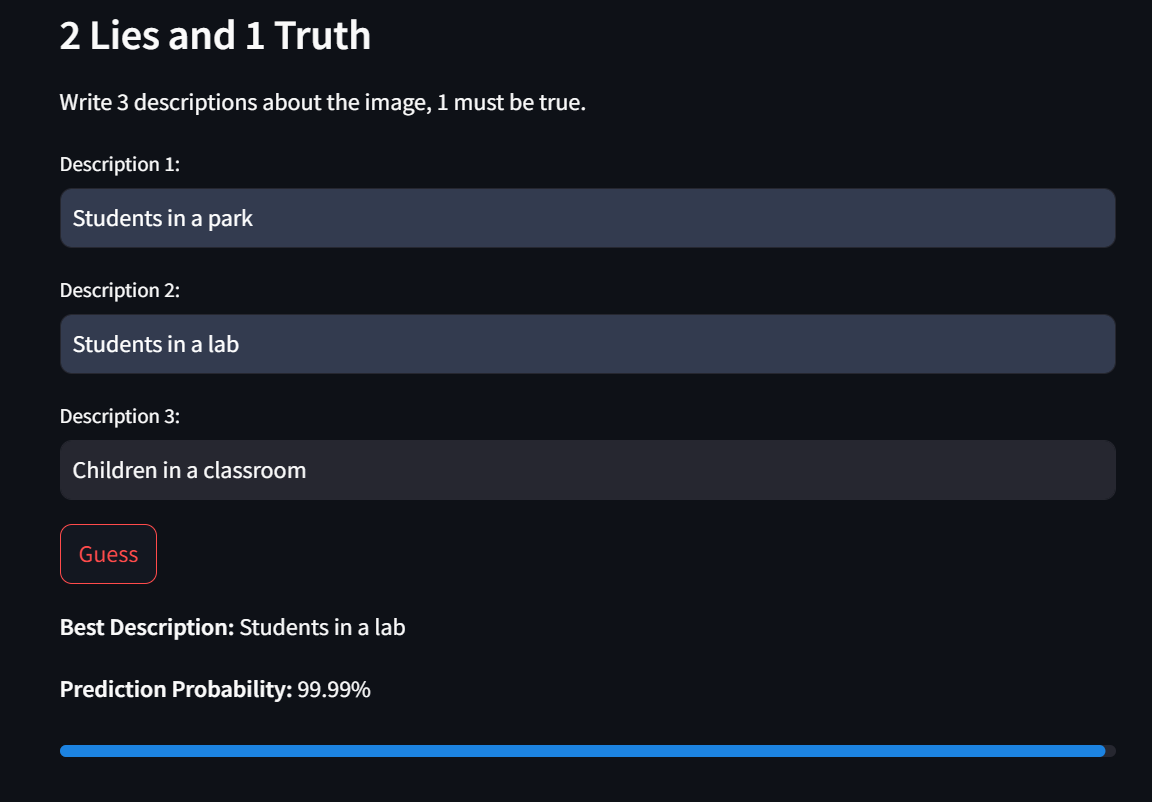 2 Lies and 1 Truth
Write 3 descriptions about the image, 1 must be true.
Description 1:
Students in a park
Description 2:
Students in a lab
Description 3:
Children in a classroom
Guess
Best Description: Students in a lab
Prediction Probability: 99.99%